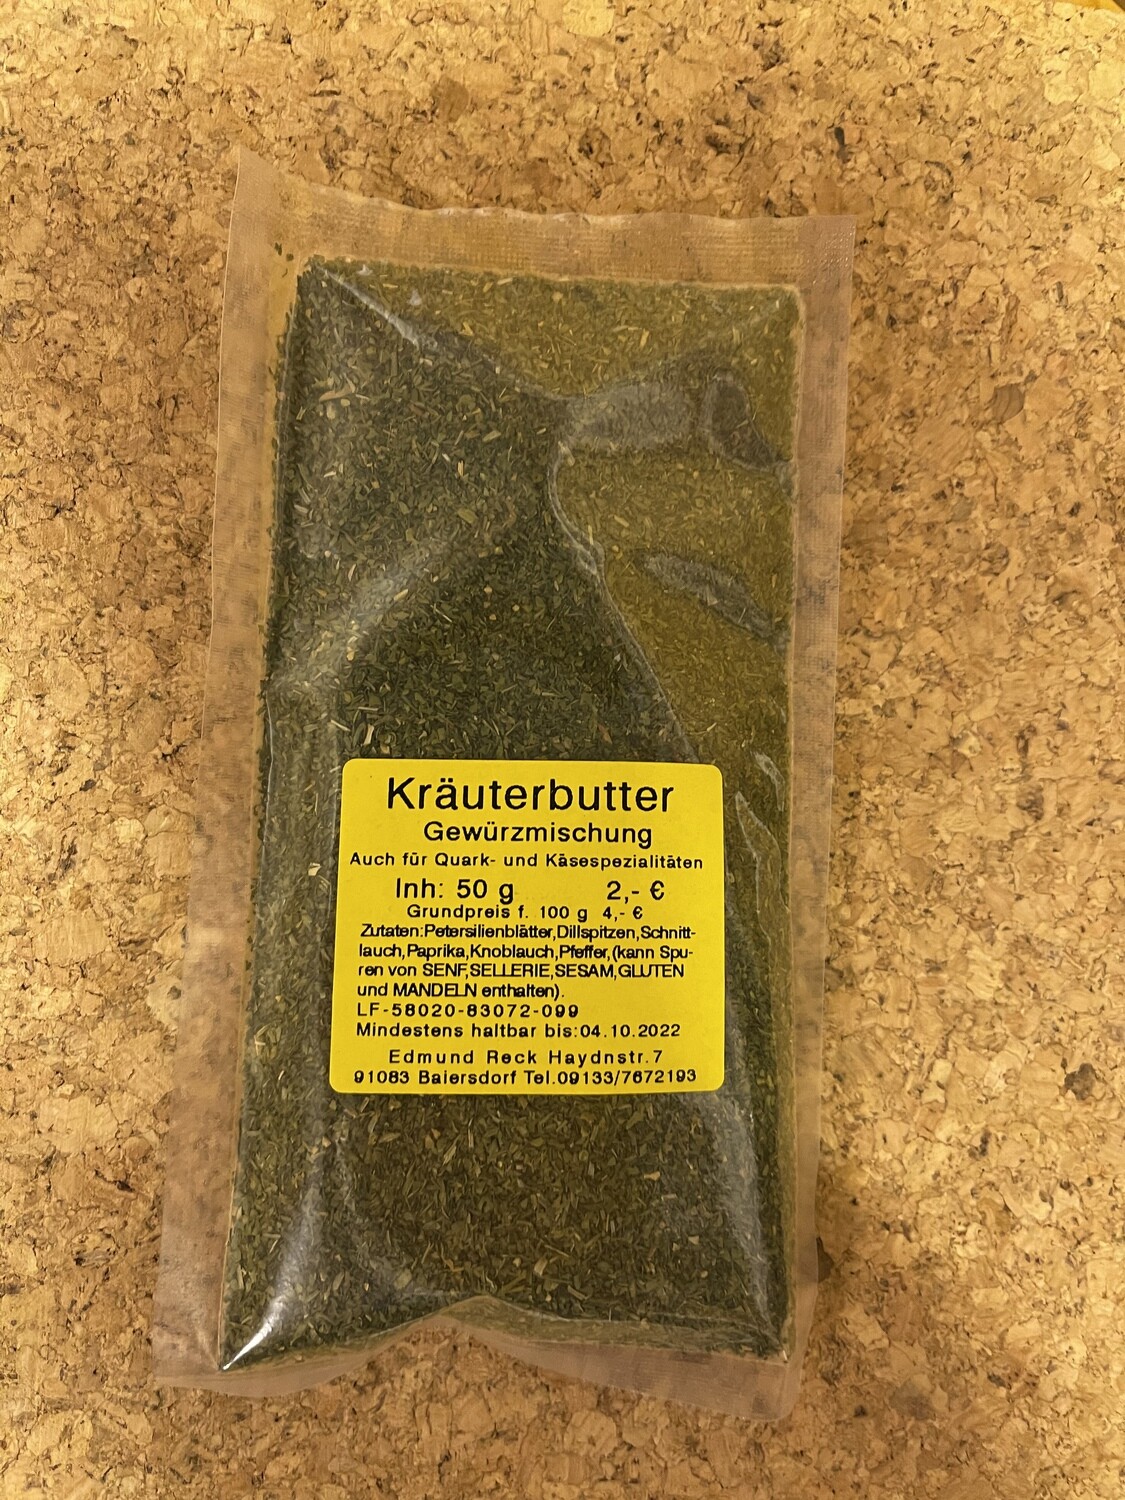 Kräuterbutter
Gewürzmischung
Auch für Quark- und Käsespezialitäten
Inh: 50 g 2,- €
Grundpreis f. 100 g 4,- €
Zutaten:Petersilienblätter,Dillspitzen,Schnitt-
lauch,Paprika,Knoblauch,Pfeffer,(kann Spu-
ren von SENF,SELLERIE,SESAM,GLUTEN
und MANDELN enthalten).
LF-58020-83072-099
Mindestens haltbar bis:04.10.2022
Edmund Reck Haydnstr.7
91083 Baiersdorf Tel.09133/7672193